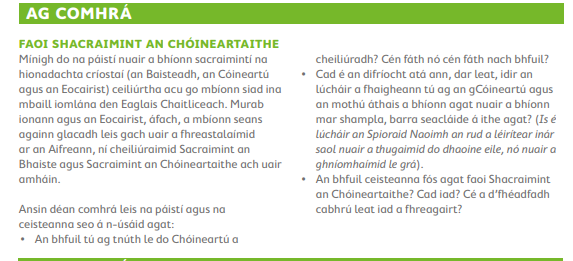 AG COMHRÁ
FAOI SHACRAIMINT AN CHÓINEARTAITHE
Mínigh do na páistí nuair a bhíonn sacraimintí na
hionadachta críostaí (an Baisteadh, an Cóineartú
agus an Eocairist) ceiliúrtha acu go mbíonn siad ina
mbaill iomlána den Eaglais Chaitliceach. Murab
ionann agus an Eocairist, áfach, a mbíonn seans
againn glacadh leis gach uair a fhreastalaímid
ar an Aifreann, ní cheiliúraimid Sacraimint an
Bhaiste agus Sacraimint an Chóineartaithe ach uair
amháin.
Ansin déan comhrá leis na páistí agus na
ceisteanna seo á n-úsáid agat:
• An bhfuil tú ag tnúth le do Chóineartú a
cheiliúradh? Cén fáth nó cén fáth nach bhfuil?
• Cad é an difríocht atá ann, dar leat, idir an
lúcháir a fhaigheann tú ag an gCóineartú agus
an mothú áthais a bhíonn agat nuair a bhíonn
mar shampla, barra seacláide á ithe agat? (Is é
lúcháir an Spioraid Naoimh an rud a léirítear inár
saol nuair a thugaimid do dhaoine eile, nó nuair a
ghníomhaímid le grá).
• An bhfuil ceisteanna fós agat faoi Shacraimint
an Chóineartaithe? Cad iad? Cé a d'fhéadfadh
cabhrú leat iad a fhreagairt?